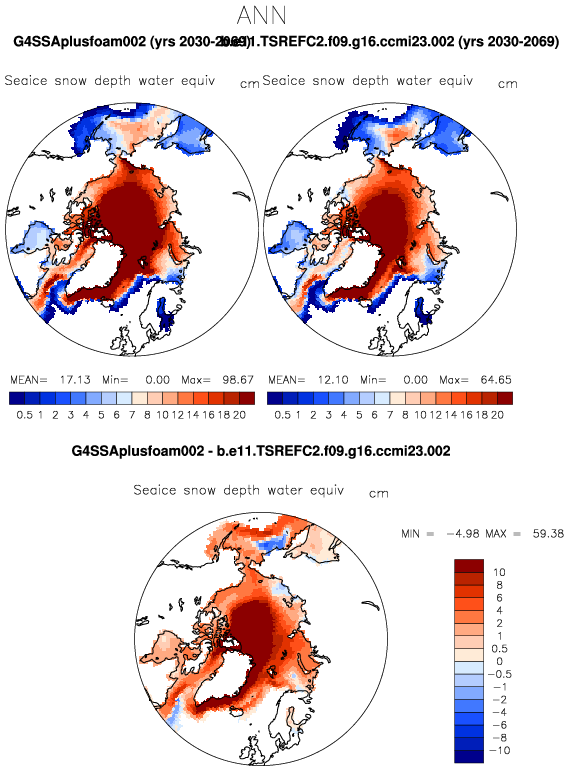 ANN
G4SSAplusfoam002 (yrs 2030-2069) b.e11.TSREFC2.f09.g16.ccmi23.002 (yrs 2030-2069)
Seaice snow depth water equiv cm Seaice snow depth water equiv cm
MEAN= 17.13 Min= 0.00 Max= 98.67 MEAN= 12.10 Min= 0.00 Max= 64.65
0.5 1 2 3 4 5 6 7 8 10 12 14 16 18 20 0.5 1 2 3 4 5 6 7 8 10 12 14 16 18 20
G4SSAplusfoam002 - b.e11.TSREFC2.f09.g16.ccmi23.002
Seaice snow depth water equiv cm
MIN = -4.98 MAX = 59.38
10
8
6
4
2
1
0.5
0
-0.5
-1
-2
-4
-6
-8
-10